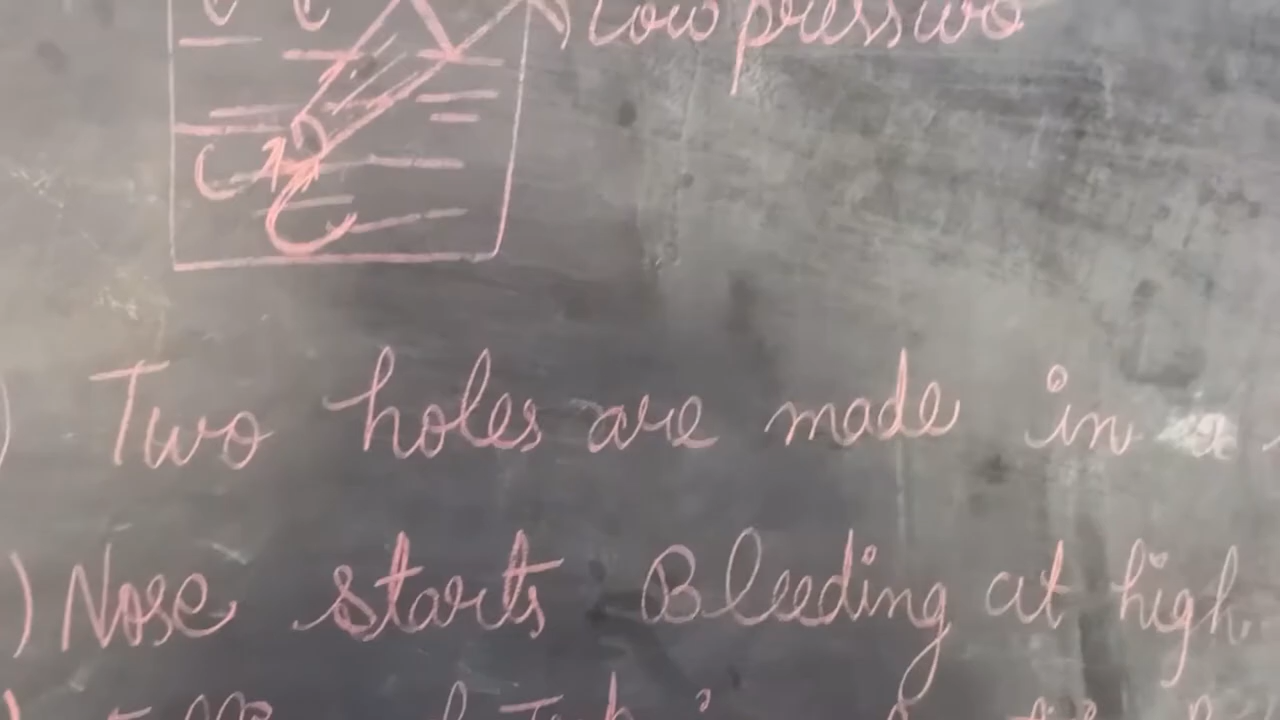 Low pressure
) Two holes are made in a
) Nose starts Bleeding at high